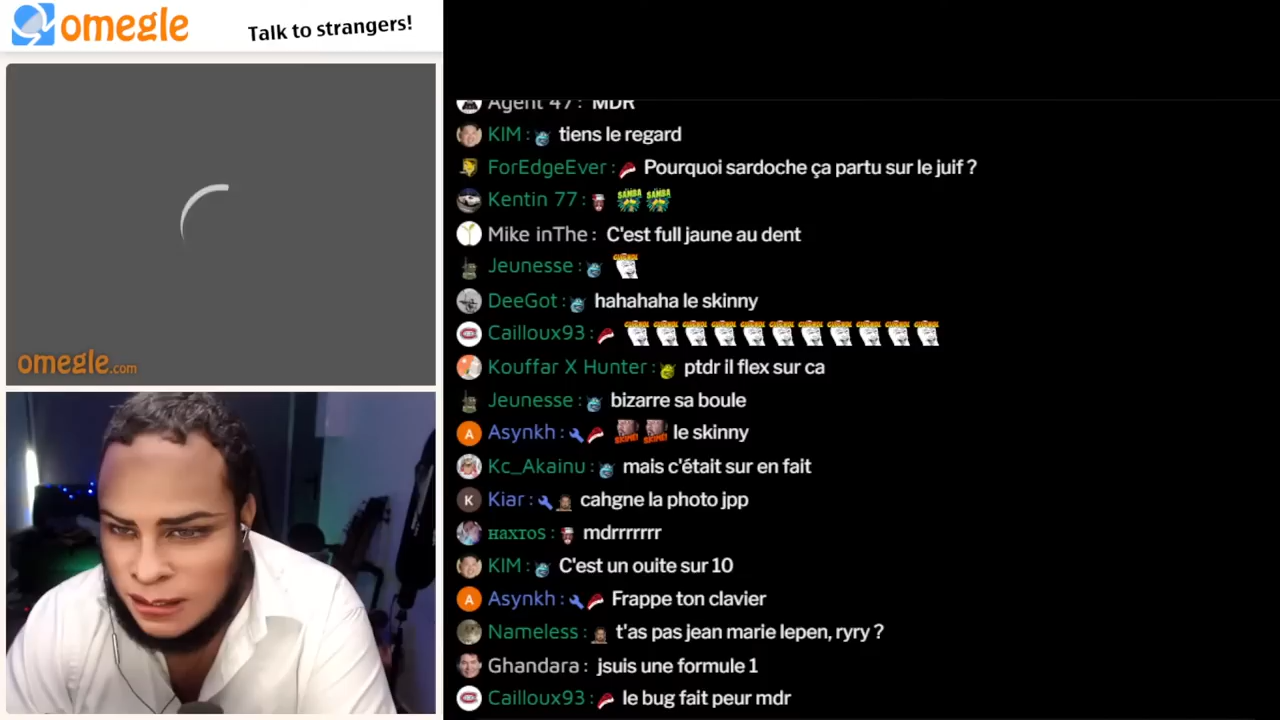 omegle
Talk to strangers!
omegle.com
Agent 47: MDR
KIM: tiens le regard
ForEdgeEver: Pourquoi sardoche ça partu sur le juif ?
Kentin 77: SAMBA SAMBA
Mike inThe: C'est full jaune au dent
Jeunesse:
DeeGot: hahahaha le skinny
Cailloux93:
Kouffar X Hunter: ptdr il flex sur ca
Jeunesse: bizarre sa boule
A Asynkh: le skinny
Kc_Akainu: mais c'était sur en fait
K Kiar: cahgne la photo jpp
нaxтoѕ: mdrrrrrrr
KIM: C'est un ouite sur 10
A Asynkh: Frappe ton clavier
Nameless: t'as pas jean marie lepen, ryry ?
Ghandara: jsuis une formule 1
Cailloux93: le bug fait peur mdr